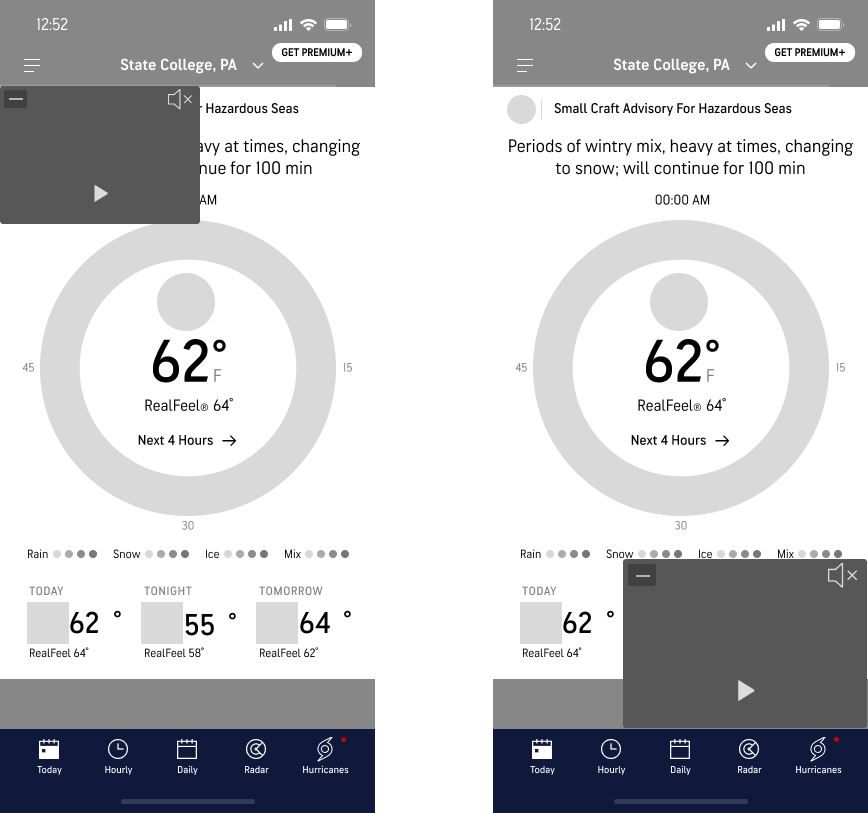 12:52
GET PREMIUM+
State College, PA
r Hazardous Seas
avy at times, changing
nue for 100 min
AM
45
15
62°
F
RealFeel® 64°
Next 4 Hours →
30
Rain Snow Ice Mix
TODAY TONIGHT TOMORROW
62 ° 55 ° 64 °
RealFeel 64° RealFeel 58° RealFeel 62°
Today Hourly Daily Radar Hurricanes
12:52
GET PREMIUM+
State College, PA
Small Craft Advisory For Hazardous Seas
Periods of wintry mix, heavy at times, changing
to snow; will continue for 100 min
00:00 AM
45
15
62°
F
RealFeel® 64°
Next 4 Hours →
30
Rain Snow Ice Mix
TODAY
62 °
RealFeel 64°
Today Hourly Daily Radar Hurricanes